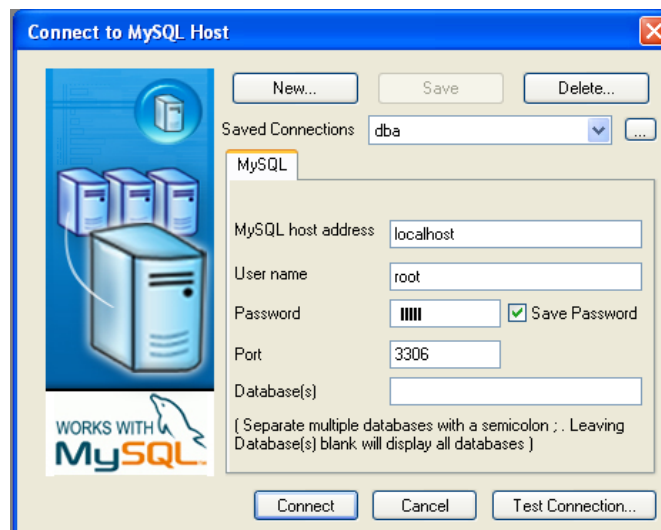 Connect to MySQL Host
New...
Save
Delete...
Saved Connections
dba
...
MySQL
MySQL host address
localhost
User name
root
Password
Save Password
Port
3306
Database(s)
( Separate multiple databases with a semicolon ; . Leaving
Database(s) blank will display all databases )
WORKS WITH
MySQL
Connect
Cancel
Test Connection...